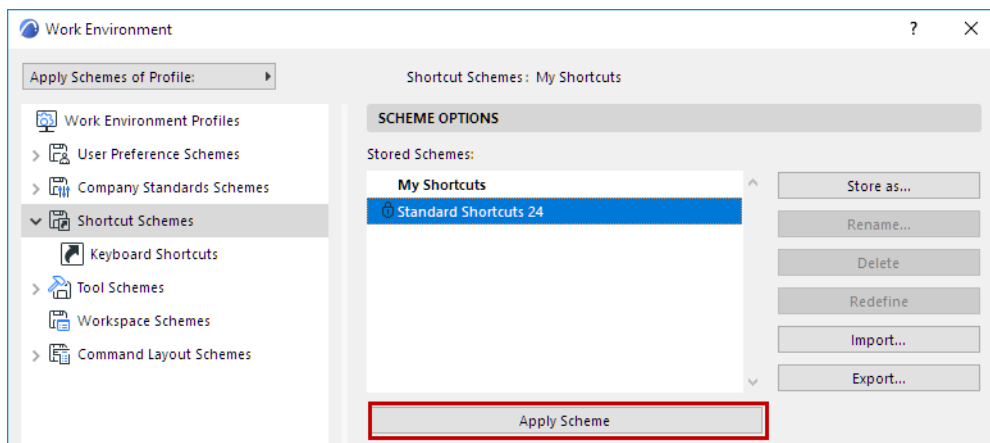 Work Environment
?
Apply Schemes of Profile:
Shortcut Schemes: My Shortcuts
Work Environment Profiles
User Preference Schemes
Company Standards Schemes
Shortcut Schemes
Keyboard Shortcuts
Tool Schemes
Workspace Schemes
Command Layout Schemes
SCHEME OPTIONS
Stored Schemes:
My Shortcuts
Standard Shortcuts 24
Store as...
Rename...
Delete
Redefine
Import...
Export...
Apply Scheme